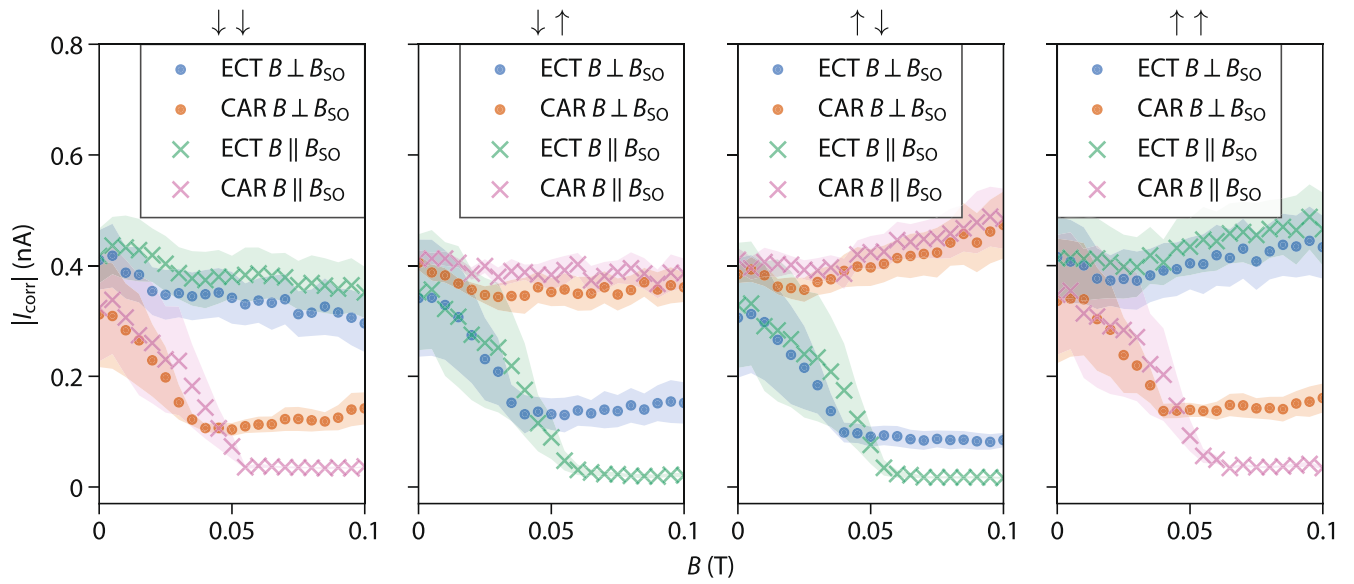 ↓↓ ↓↑ ↑↓ ↑↑
0.8
0.6
0.4
0.2
0
|I_corr| (nA)
ECT B ⊥ B_SO
CAR B ⊥ B_SO
ECT B ∥ B_SO
CAR B ∥ B_SO
ECT B ⊥ B_SO
CAR B ⊥ B_SO
ECT B ∥ B_SO
CAR B ∥ B_SO
ECT B ⊥ B_SO
CAR B ⊥ B_SO
ECT B ∥ B_SO
CAR B ∥ B_SO
ECT B ⊥ B_SO
CAR B ⊥ B_SO
ECT B ∥ B_SO
CAR B ∥ B_SO
0 0.05 0.1 0 0.05 0.1 0 0.05 0.1 0 0.05 0.1
B (T)